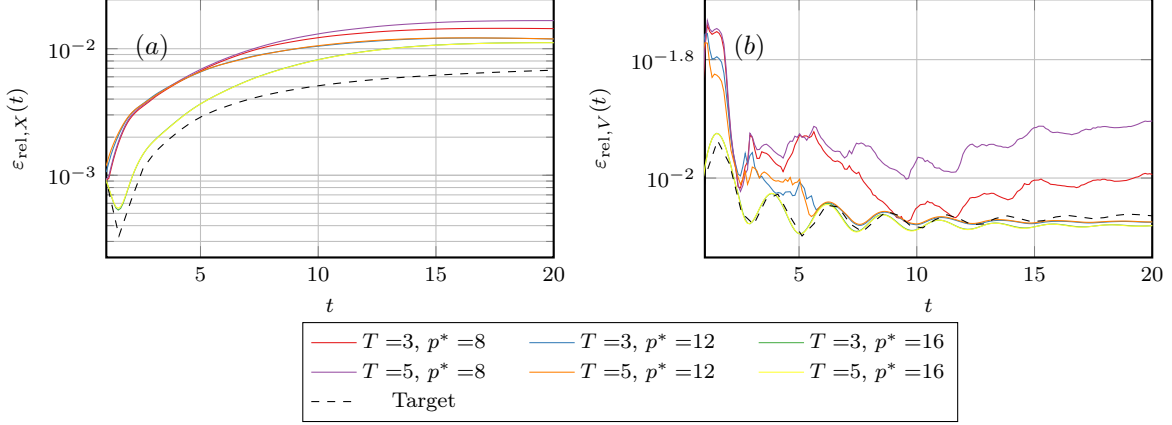 (a)
10^{-2}
10^{-3}
ε_{rel,X}(t)
5 10 15 20
t
(b)
10^{-1.8}
10^{-2}
ε_{rel,V}(t)
5 10 15 20
t
T =3, p* =8 T =3, p* =12 T =3, p* =16
T =5, p* =8 T =5, p* =12 T =5, p* =16
Target